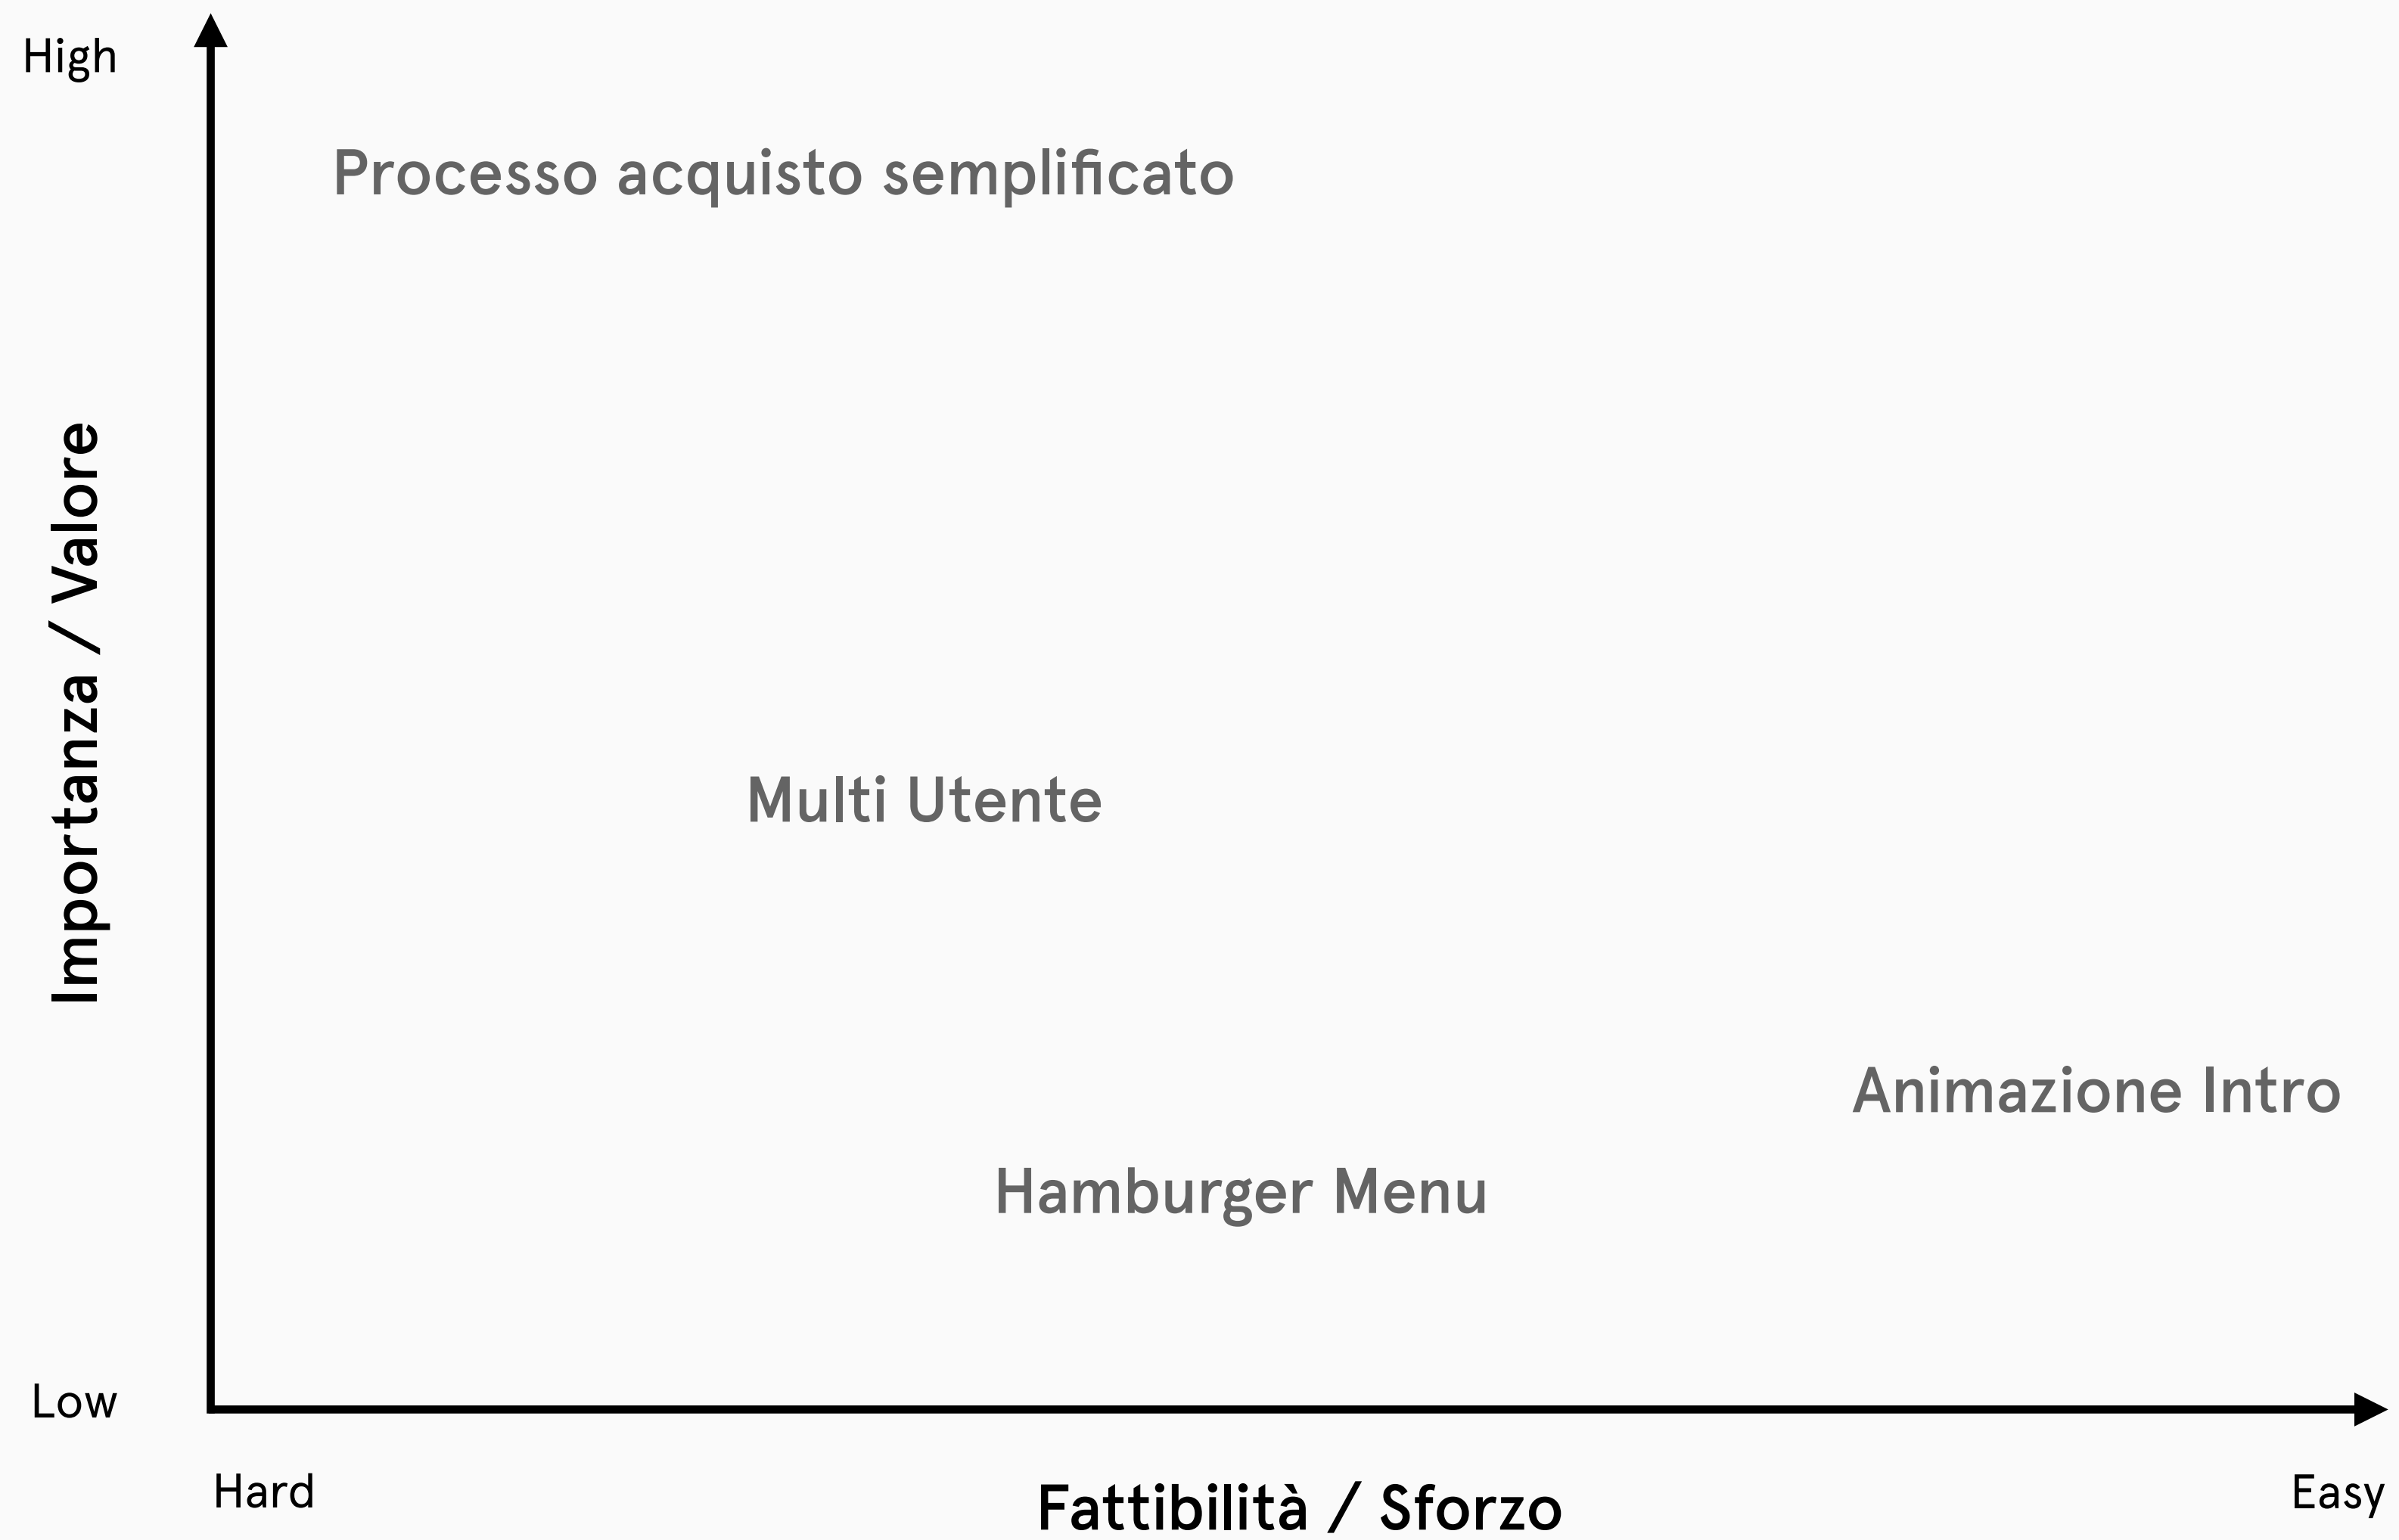 High
Processo acquisto semplificato
Importanza / Valore
Multi Utente
Animazione Intro
Hamburger Menu
Low
Hard
Fattibilità / Sforzo
Easy